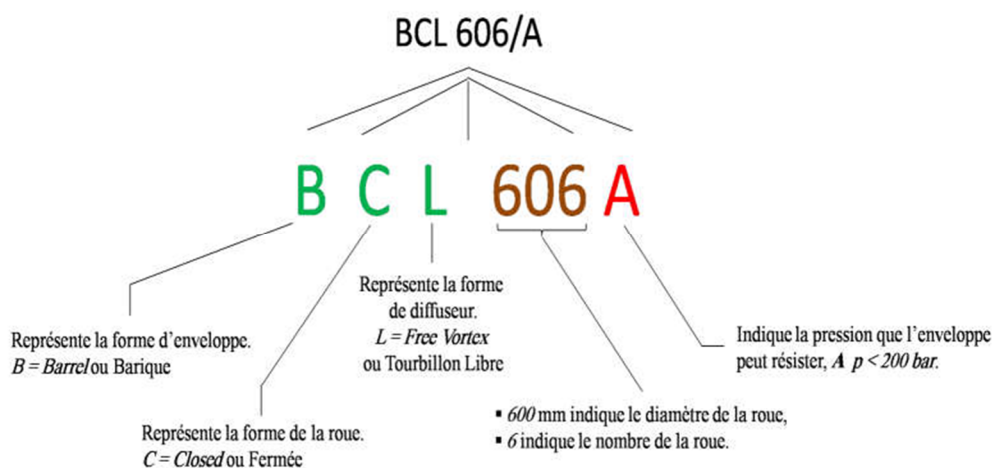 BCL 606/A
B C L 606 A
Représente la forme
de diffuseur.
L = Free Vortex
ou Tourbillon Libre
Représente la forme d'enveloppe.
B = Barrel ou Barique
Indique la pression que l'enveloppe
peut résister, A p < 200 bar.
Représente la forme de la roue.
C = Closed ou Fermée
▪ 600 mm indique le diamètre de la roue,
▪ 6 indique le nombre de la roue.